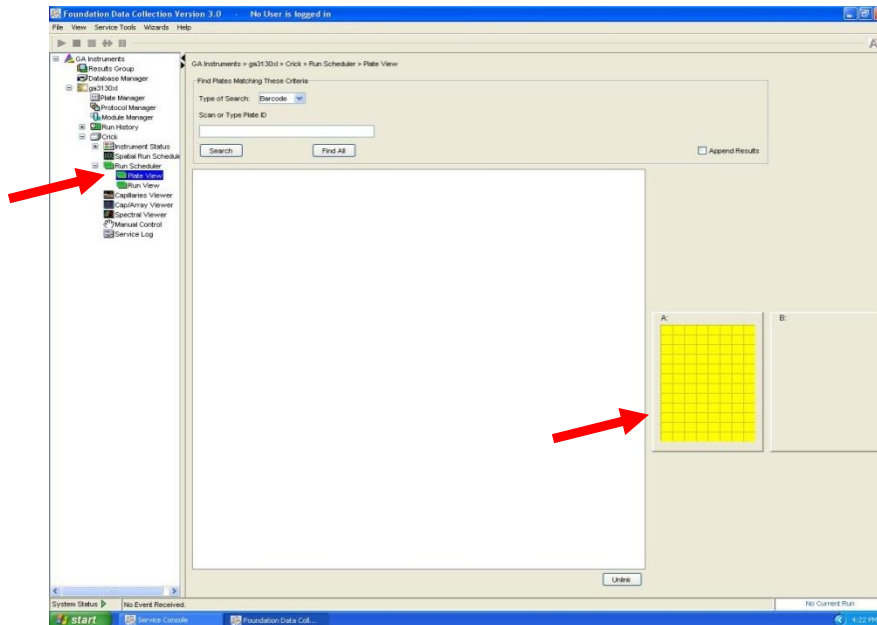 Foundation Data Collection Version 3.0 - No User is logged in
File View Service Tools Wizards Help
GA Instruments
Results Group
Database Manager
ga3130xl
Plate Manager
Protocol Manager
Module Manager
Run History
Crick
Instrument Status
Spatial Run Schedul
Run Scheduler
Plate View
Run View
Capillaries Viewer
Cap/Array Viewer
Spectral Viewer
Manual Control
Service Log
GA Instruments > ga3130xl > Crick > Run Scheduler > Plate View
Find Plates Matching These Criteria
Type of Search: Barcode
Scan or Type Plate ID
Search Find All Append Results
A: B:
Unlink
System Status No Event Received. No Current Run
start Service Console Foundation Data Coll... 4:22 PM